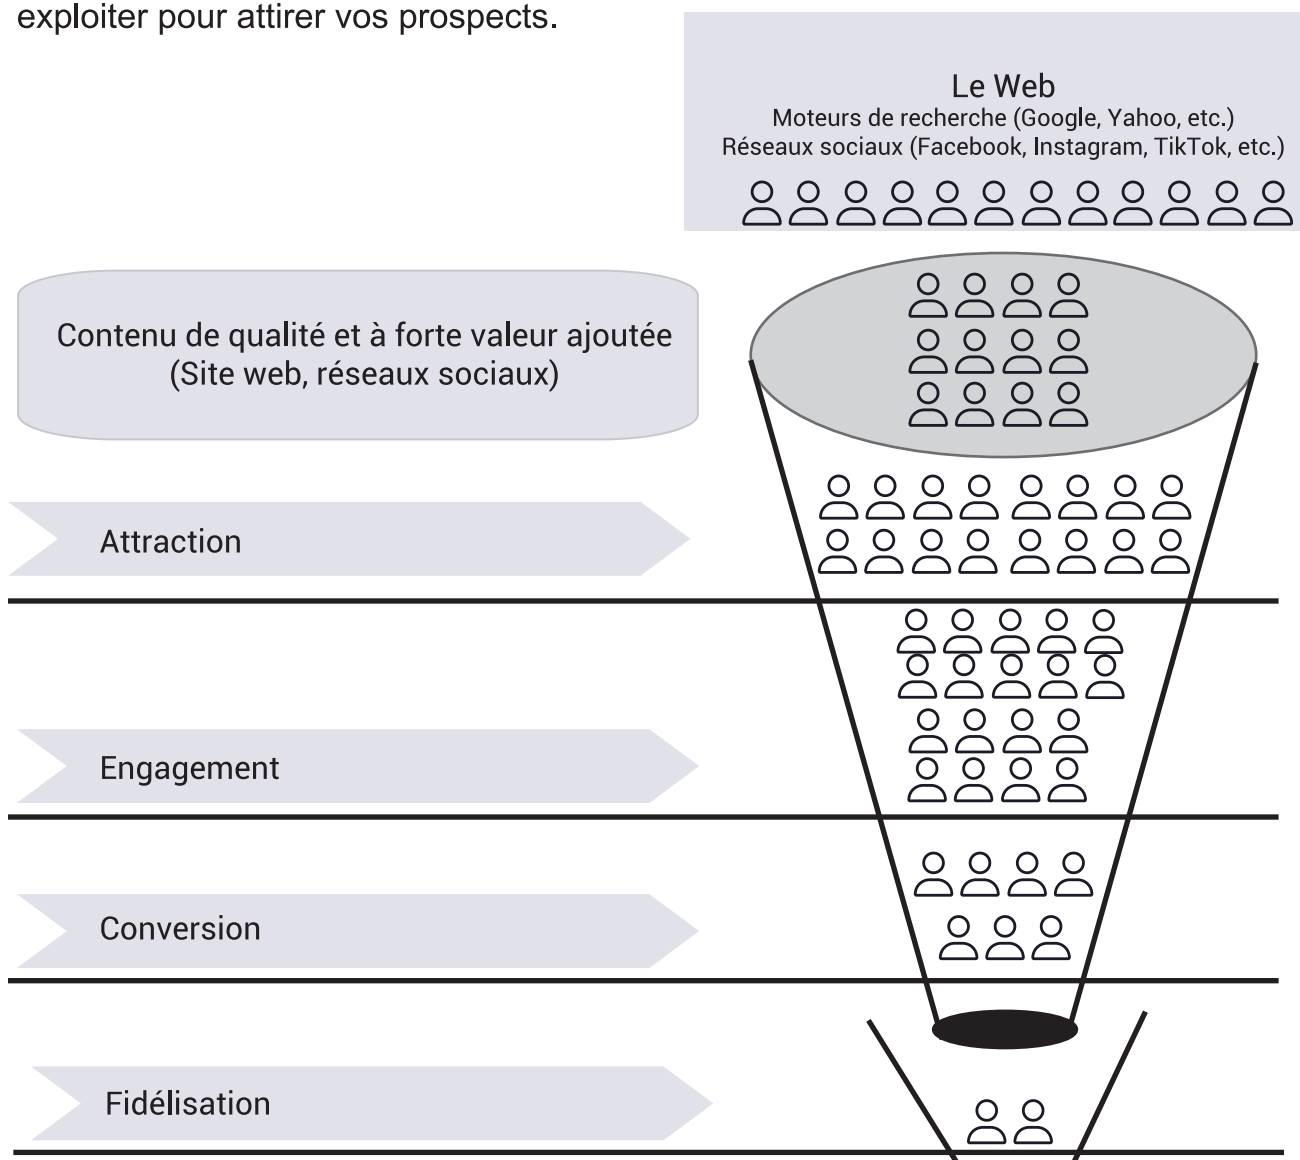 exploiter pour attirer vos prospects.
Le Web
Moteurs de recherche (Google, Yahoo, etc.)
Réseaux sociaux (Facebook, Instagram, TikTok, etc.)
Contenu de qualité et à forte valeur ajoutée
(Site web, réseaux sociaux)
Attraction
Engagement
Conversion
Fidélisation